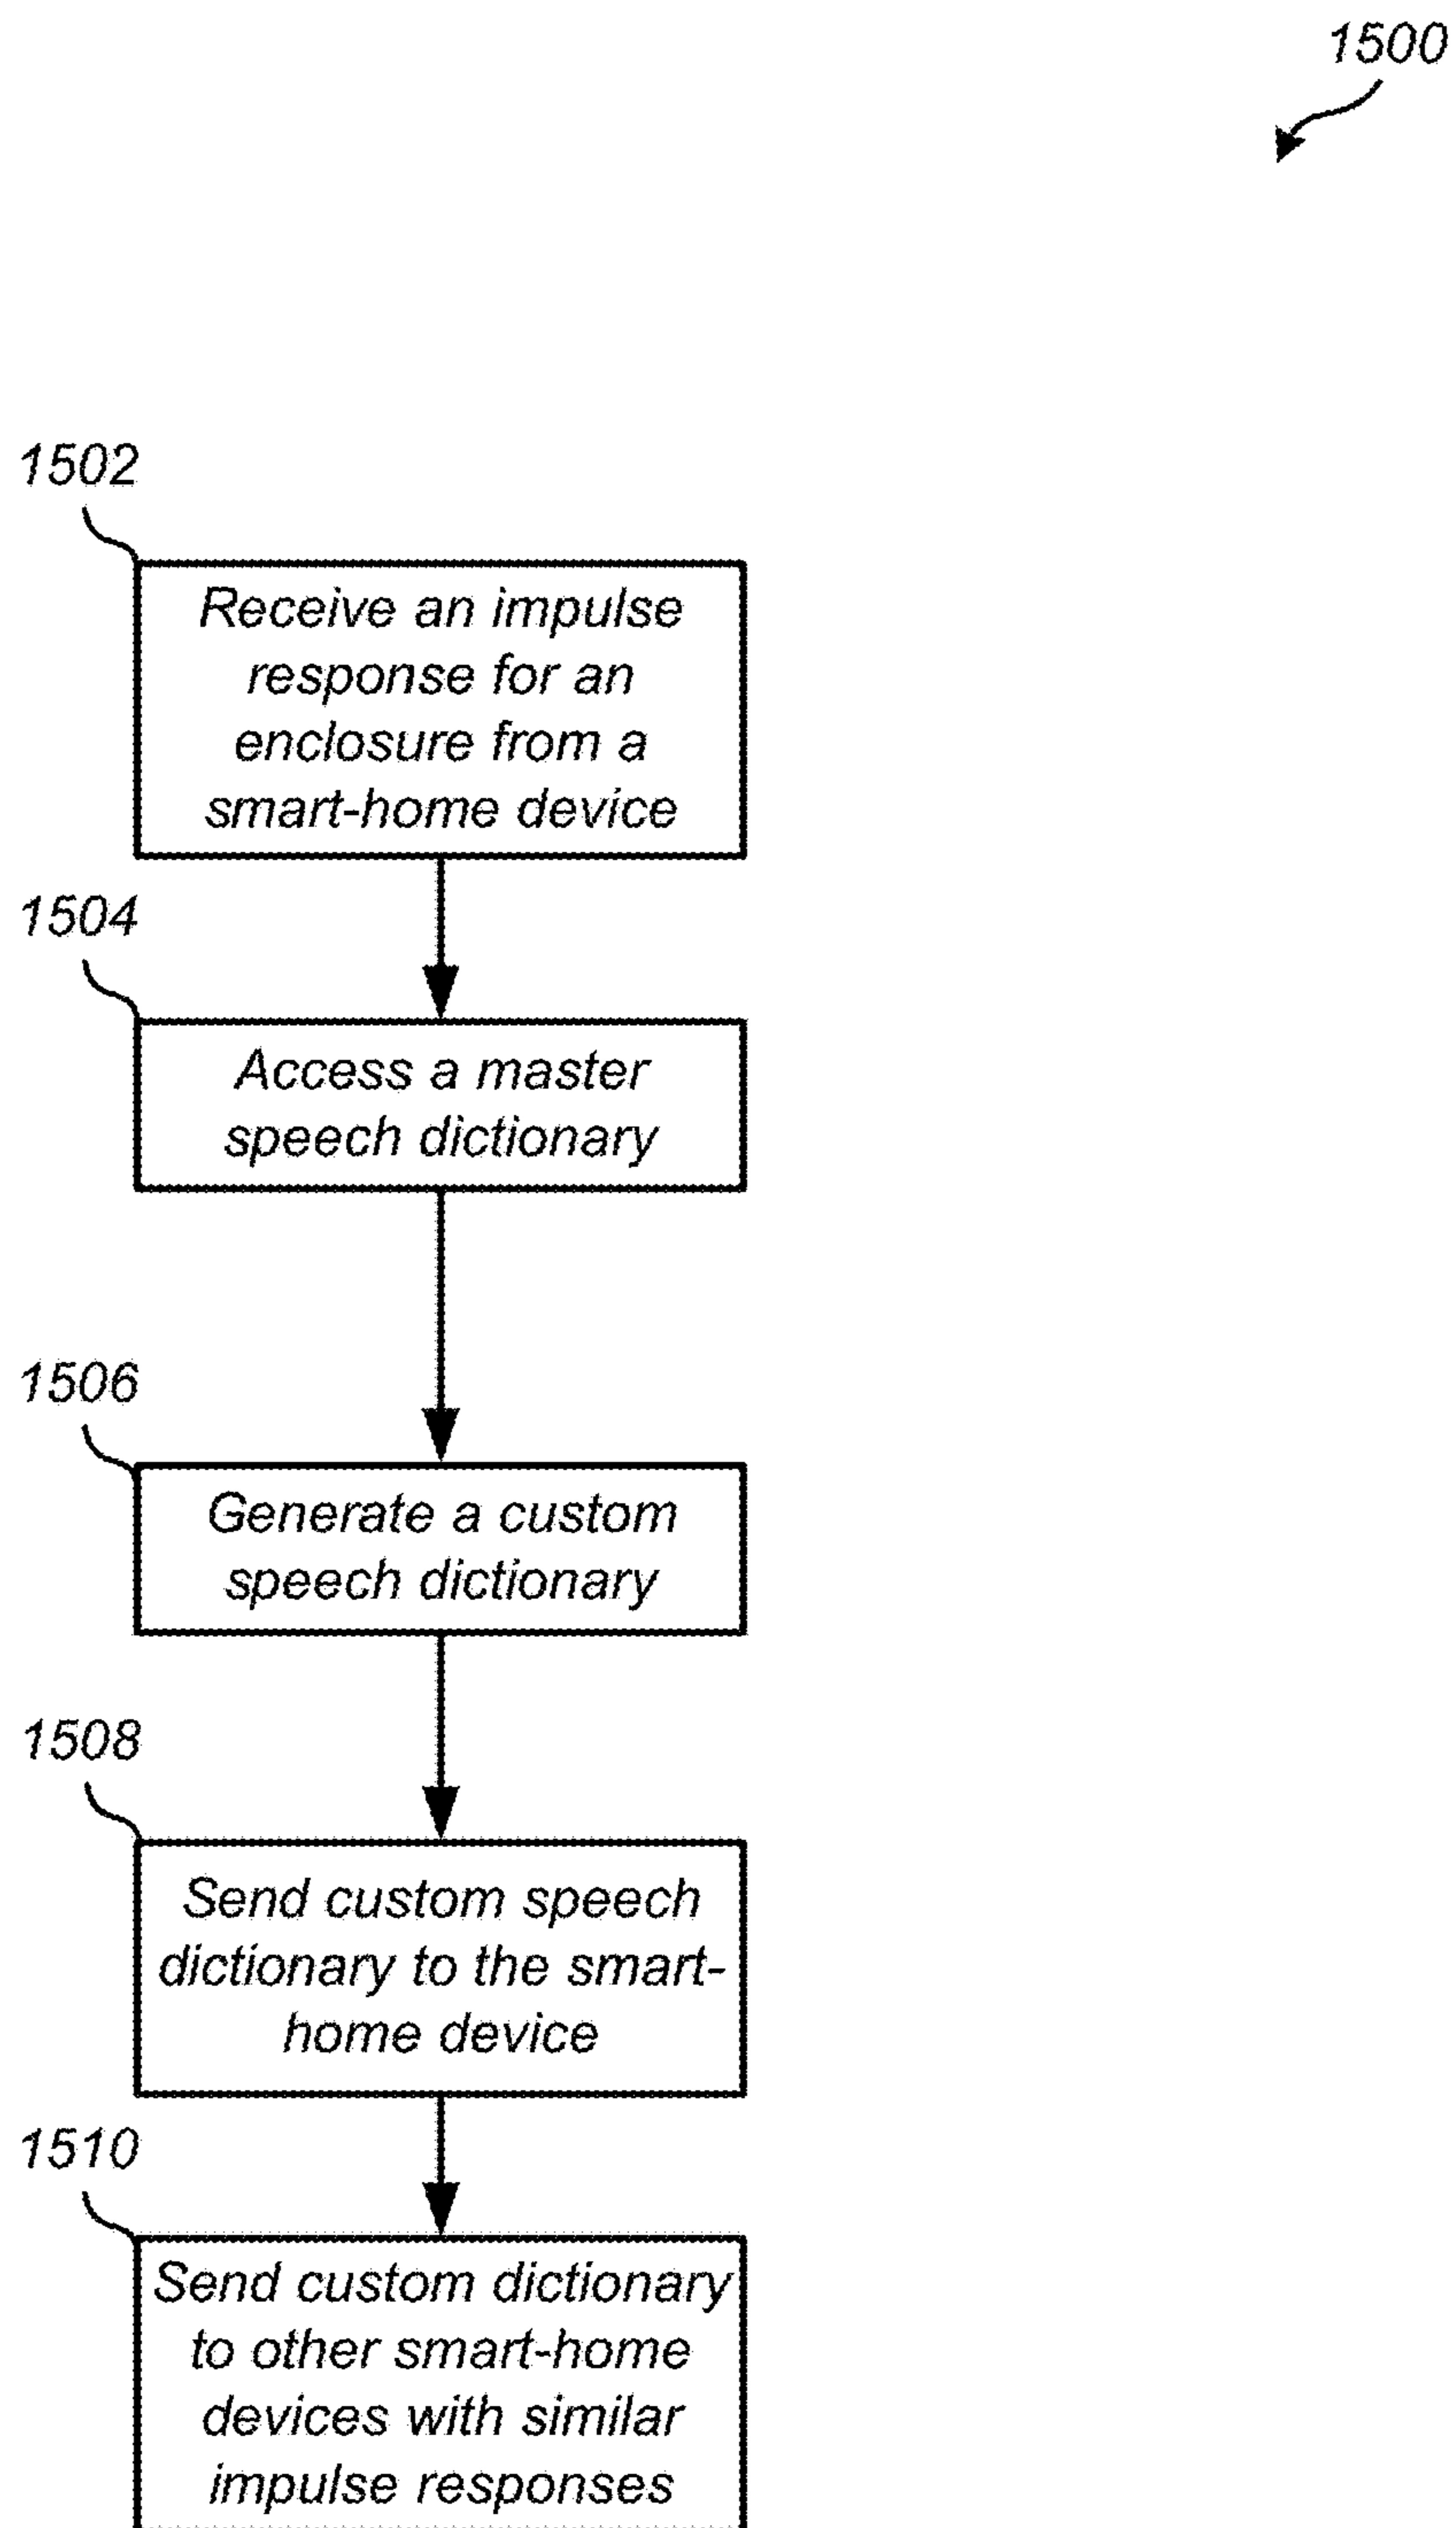 1500
1502
Receive an impulse
response for an
enclosure from a
smart-home device
1504
Access a master
speech dictionary
1506
Generate a custom
speech dictionary
1508
Send custom speech
dictionary to the smart-
home device
1510
Send custom dictionary
to other smart-home
devices with similar
impulse responses